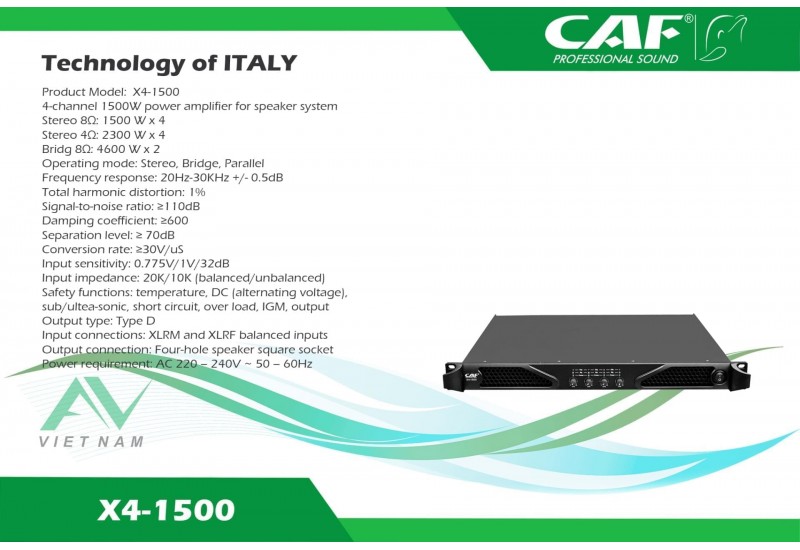 CAF®
PROFESSIONAL SOUND
Technology of ITALY
Product Model: X4-1500
4-channel 1500W power amplifier for speaker system
Stereo 8Ω: 1500 W x 4
Stereo 4Ω: 2300 W x 4
Bridg 8Ω: 4600 W x 2
Operating mode: Stereo, Bridge, Parallel
Frequency response: 20Hz-30KHz +/- 0.5dB
Total harmonic distortion: 1%
Signal-to-noise ratio: ≥110dB
Damping coefficient: ≥600
Separation level: ≥ 70dB
Conversion rate: ≥30V/uS
Input sensitivity: 0.775V/1V/32dB
Input impedance: 20K/10K (balanced/unbalanced)
Safety functions: temperature, DC (alternating voltage),
sub/ultea-sonic, short circuit, over load, IGM, output
Output type: Type D
Input connections: XLRM and XLRF balanced inputs
Output connection: Four-hole speaker square socket
Power requirement: AC 220 – 240V ~ 50 – 60Hz
CAF
AV
VIET NAM
X4-1500